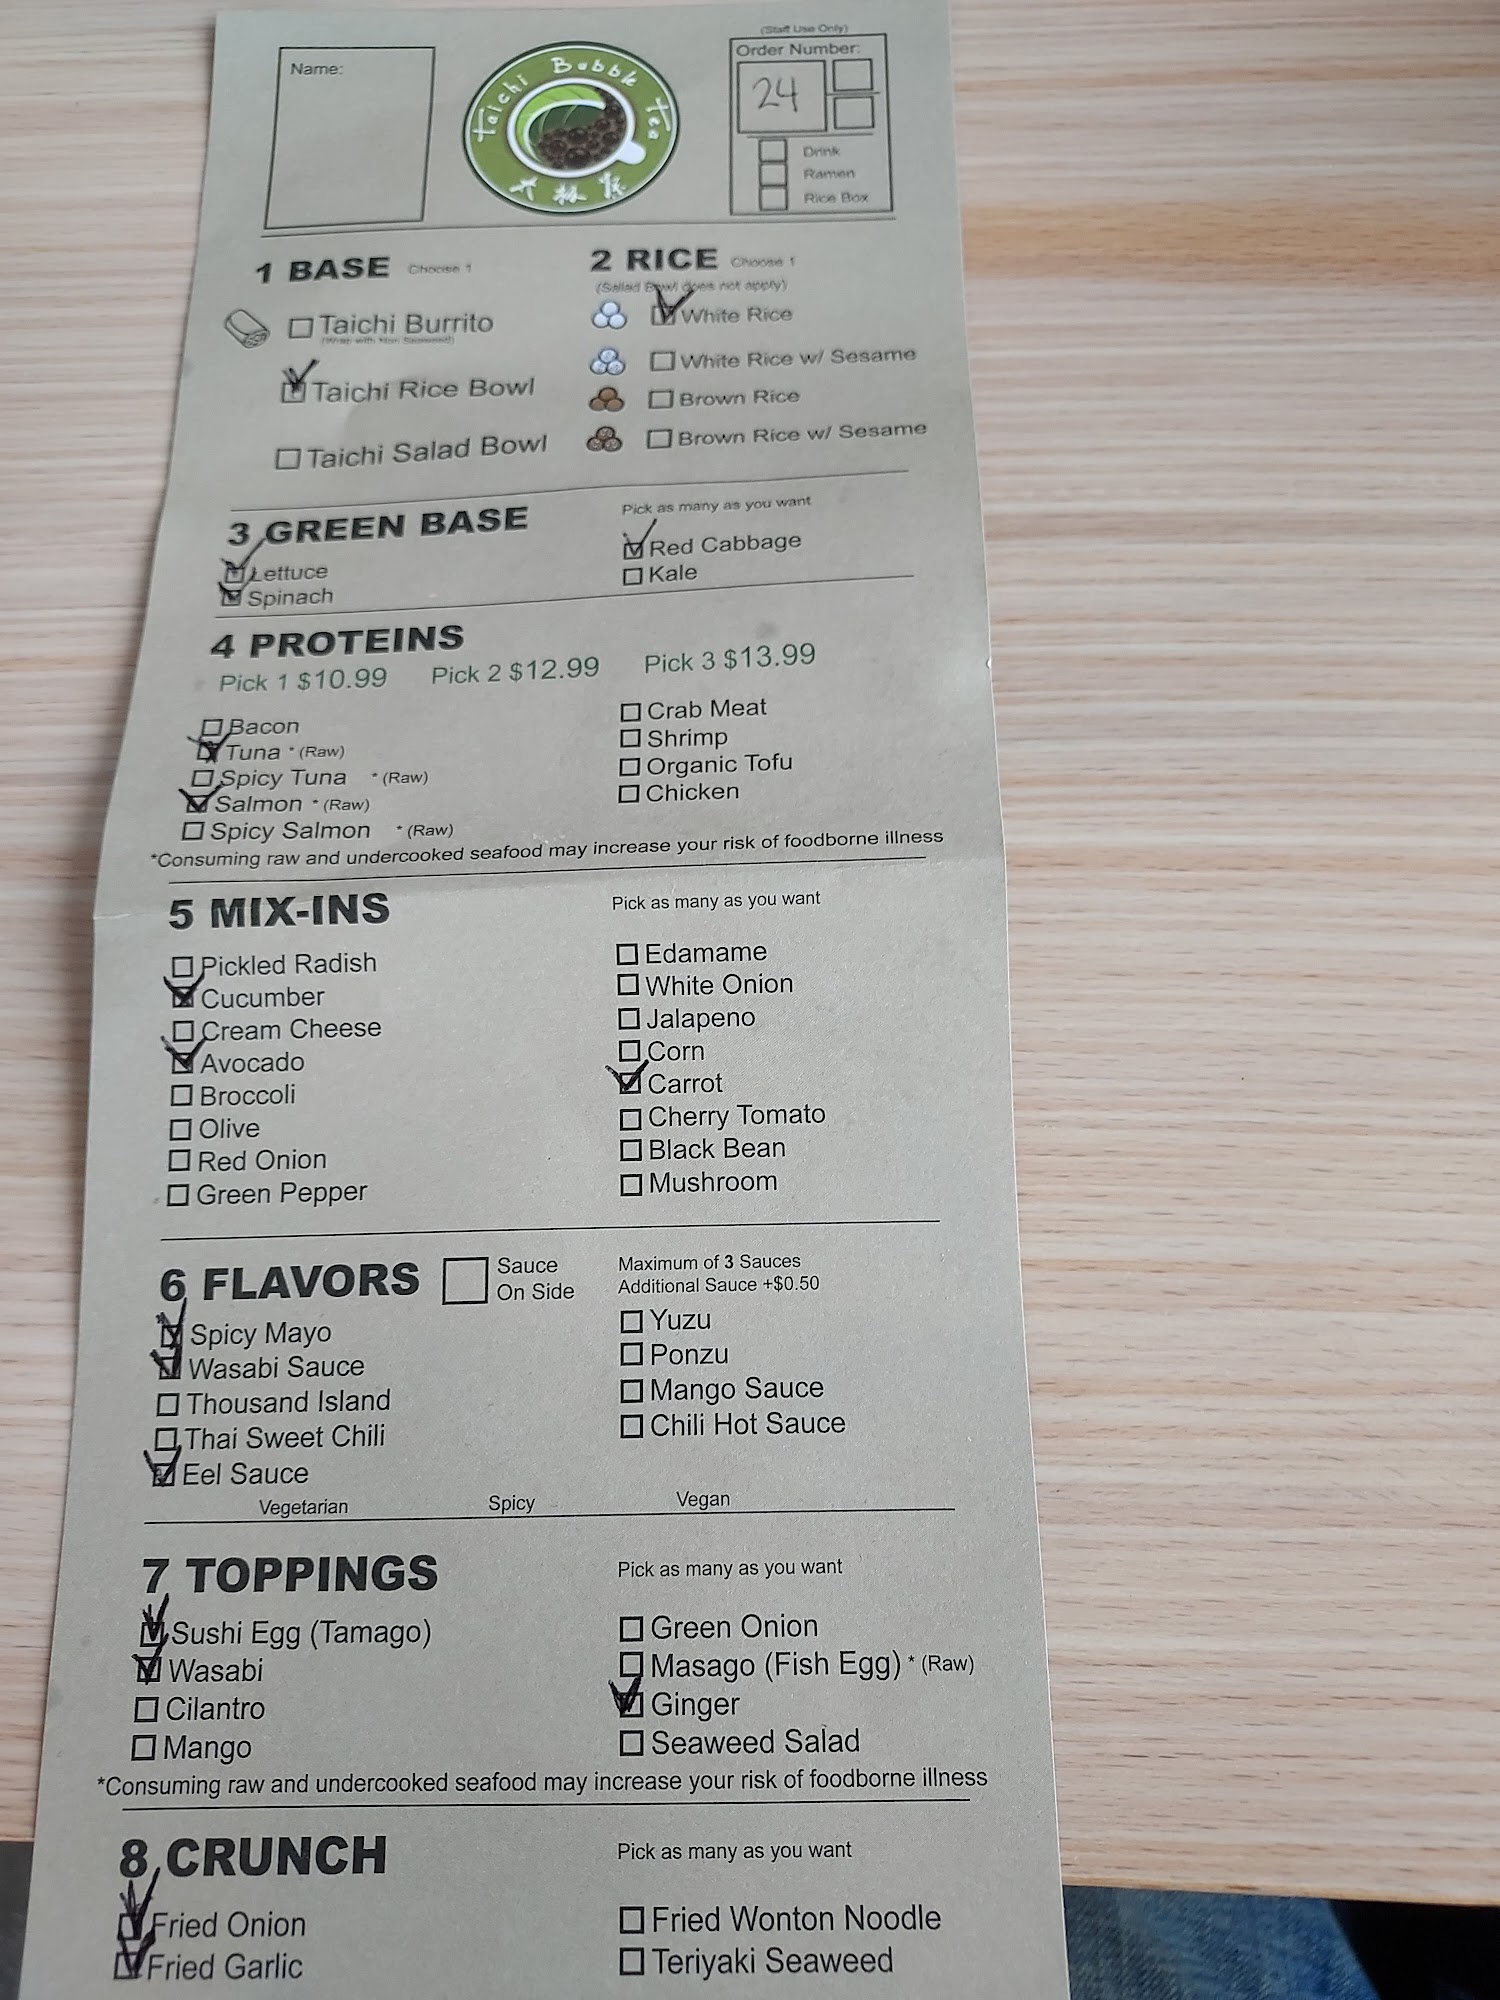 Name:
Taichi Bubble Tea
(Staff Use Only)
Order Number:
24
Drink
Ramen
Rice Box
1 BASE Choose 1
Taichi Burrito
Taichi Rice Bowl
Taichi Salad Bowl
2 RICE Choose 1
(Salad Bowl does not apply)
White Rice
White Rice w/ Sesame
Brown Rice
Brown Rice w/ Sesame
3 GREEN BASE
Pick as many as you want
Lettuce
Spinach
Red Cabbage
Kale
4 PROTEINS
Pick 1 $10.99 Pick 2 $12.99 Pick 3 $13.99
Bacon
Tuna * (Raw)
Spicy Tuna * (Raw)
Salmon * (Raw)
Spicy Salmon * (Raw)
Crab Meat
Shrimp
Organic Tofu
Chicken
*Consuming raw and undercooked seafood may increase your risk of foodborne illness
5 MIX-INS
Pick as many as you want
Pickled Radish
Cucumber
Cream Cheese
Avocado
Broccoli
Olive
Red Onion
Green Pepper
Edamame
White Onion
Jalapeno
Corn
Carrot
Cherry Tomato
Black Bean
Mushroom
6 FLAVORS
Sauce
On Side
Maximum of 3 Sauces
Additional Sauce +$0.50
Spicy Mayo
Wasabi Sauce
Thousand Island
Thai Sweet Chili
Eel Sauce
Yuzu
Ponzu
Mango Sauce
Chili Hot Sauce
Vegetarian Spicy Vegan
7 TOPPINGS
Pick as many as you want
Sushi Egg (Tamago)
Wasabi
Cilantro
Mango
Green Onion
Masago (Fish Egg) * (Raw)
Ginger
Seaweed Salad
*Consuming raw and undercooked seafood may increase your risk of foodborne illness
8 CRUNCH
Pick as many as you want
Fried Onion
Fried Garlic
Fried Wonton Noodle
Teriyaki Seaweed